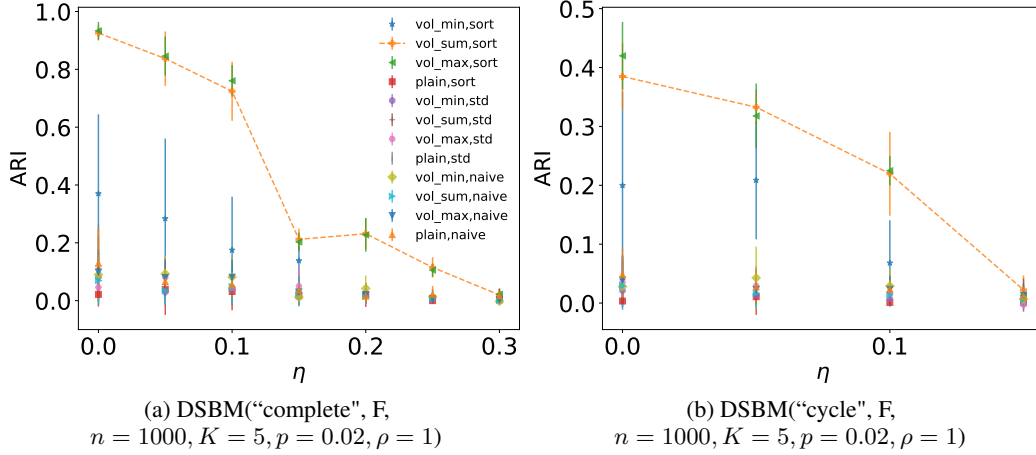 1.0
0.8
0.6
0.4
0.2
0.0
ARI
0.0
0.1
0.2
0.3
η
vol_min,sort
vol_sum,sort
vol_max,sort
plain,sort
vol_min,std
vol_sum,std
vol_max,std
plain,std
vol_min,naive
vol_sum,naive
vol_max,naive
plain,naive
(a) DSBM(“complete", F,
n = 1000, K = 5, p = 0.02, ρ = 1)
0.5
0.4
0.3
0.2
0.1
0.0
ARI
0.0
0.1
η
(b) DSBM(“cycle", F,
n = 1000, K = 5, p = 0.02, ρ = 1)